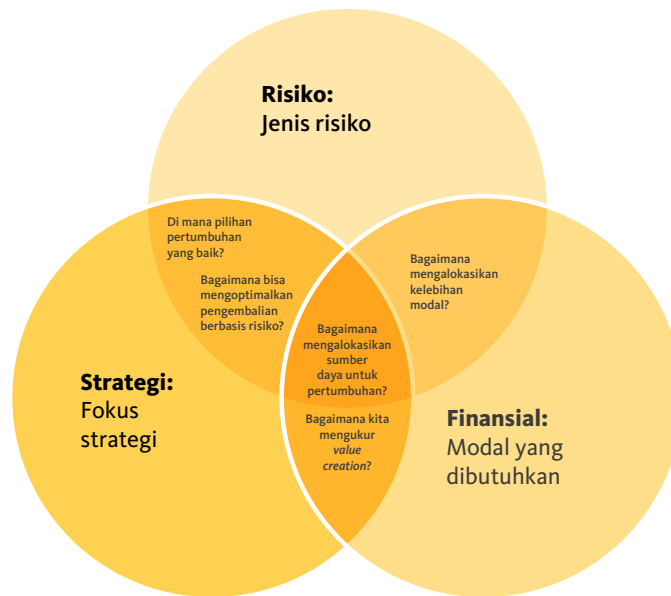 Risiko:
Jenis risiko
Di mana pilihan
pertumbuhan
yang baik?
Bagaimana bisa
mengoptimalkan
pengembalian
berbasis risiko?
Bagaimana
mengalokasikan
kelebihan
modal?
Bagaimana
mengalokasikan
sumber
daya untuk
pertumbuhan?
Bagaimana kita
mengukur
value
creation?
Strategi:
Fokus
strategi
Finansial:
Modal yang
dibutuhkan